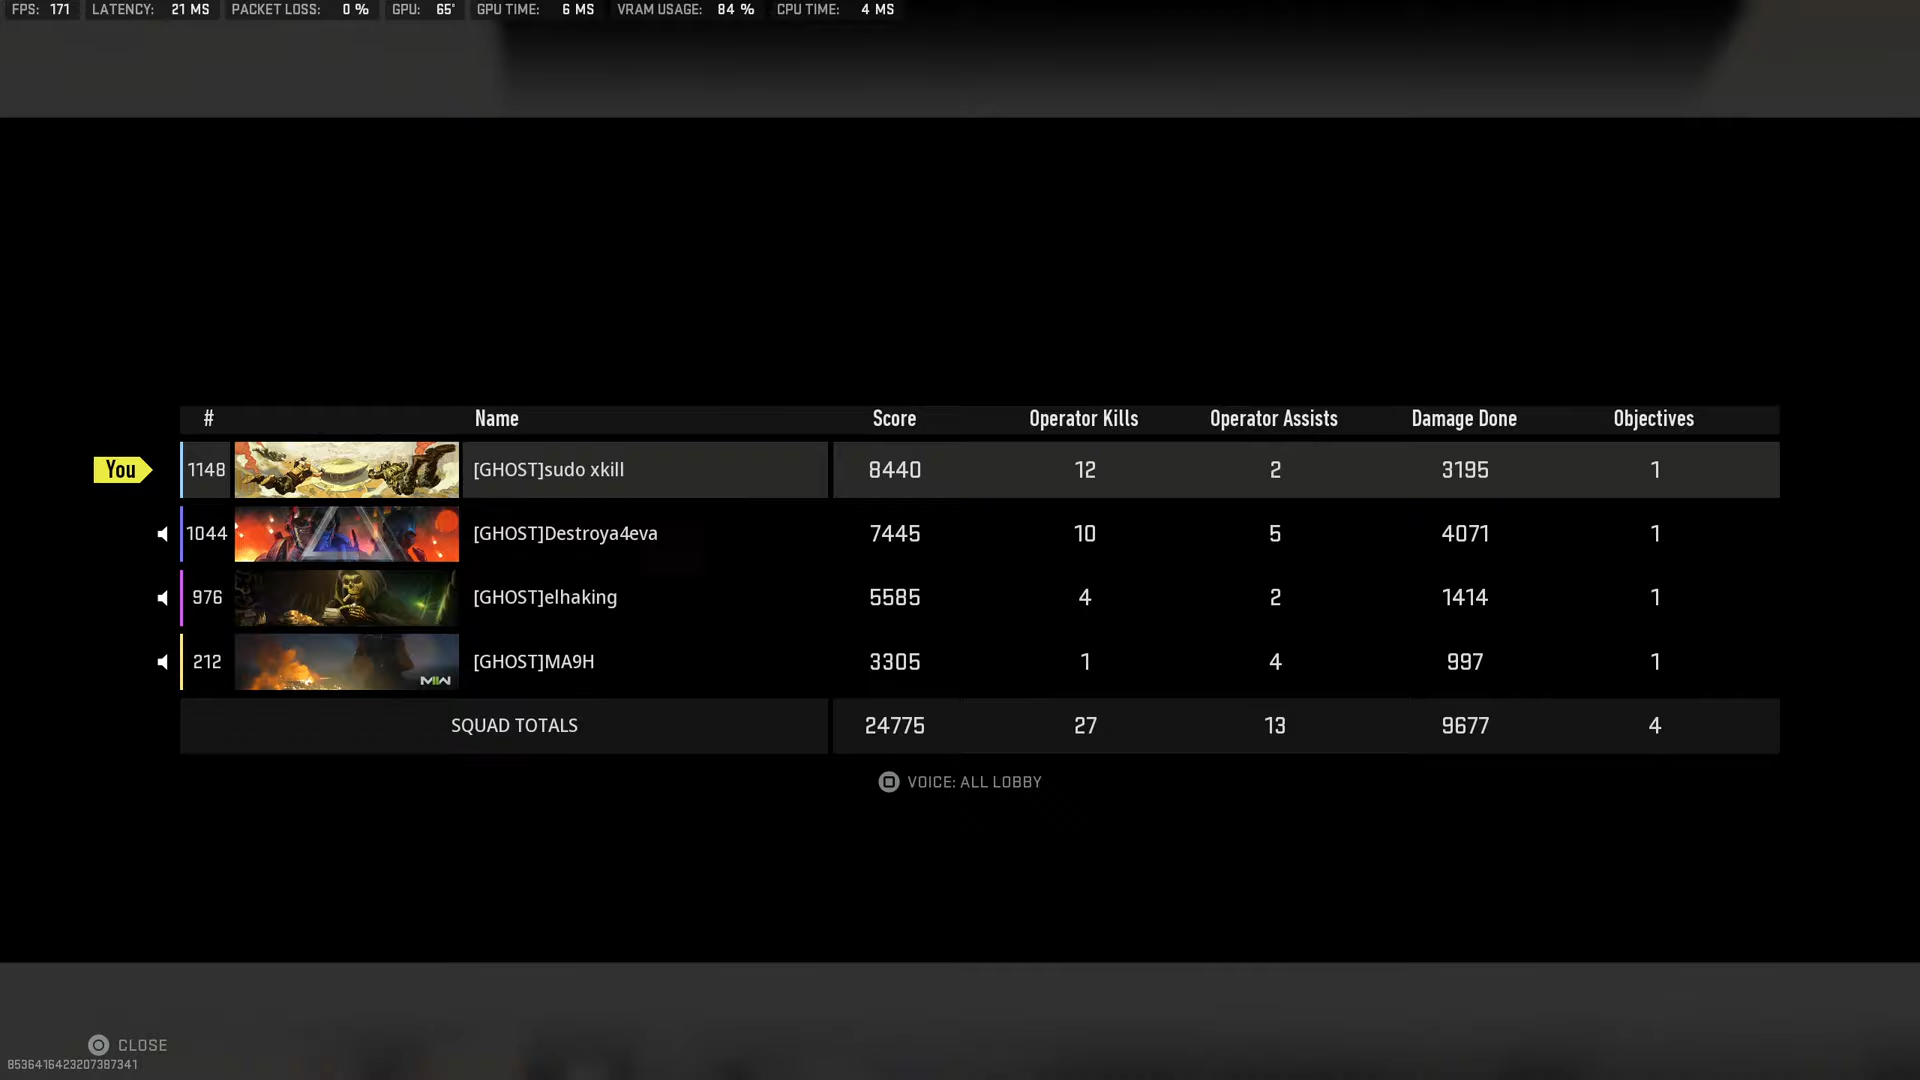 FPS: 171 LATENCY: 21 MS PACKET LOSS: 0 % GPU: 65° GPU TIME: 6 MS VRAM USAGE: 84 % CPU TIME: 4 MS
# Name Score Operator Kills Operator Assists Damage Done Objectives
You 1148 [GHOST]sudo xkill 8440 12 2 3195 1
1044 [GHOST]Destroya4eva 7445 10 5 4071 1
976 [GHOST]elhaking 5585 4 2 1414 1
212 MW [GHOST]MA9H 3305 1 4 997 1
SQUAD TOTALS 24775 27 13 9677 4
VOICE: ALL LOBBY
CLOSE
8536416423207387341